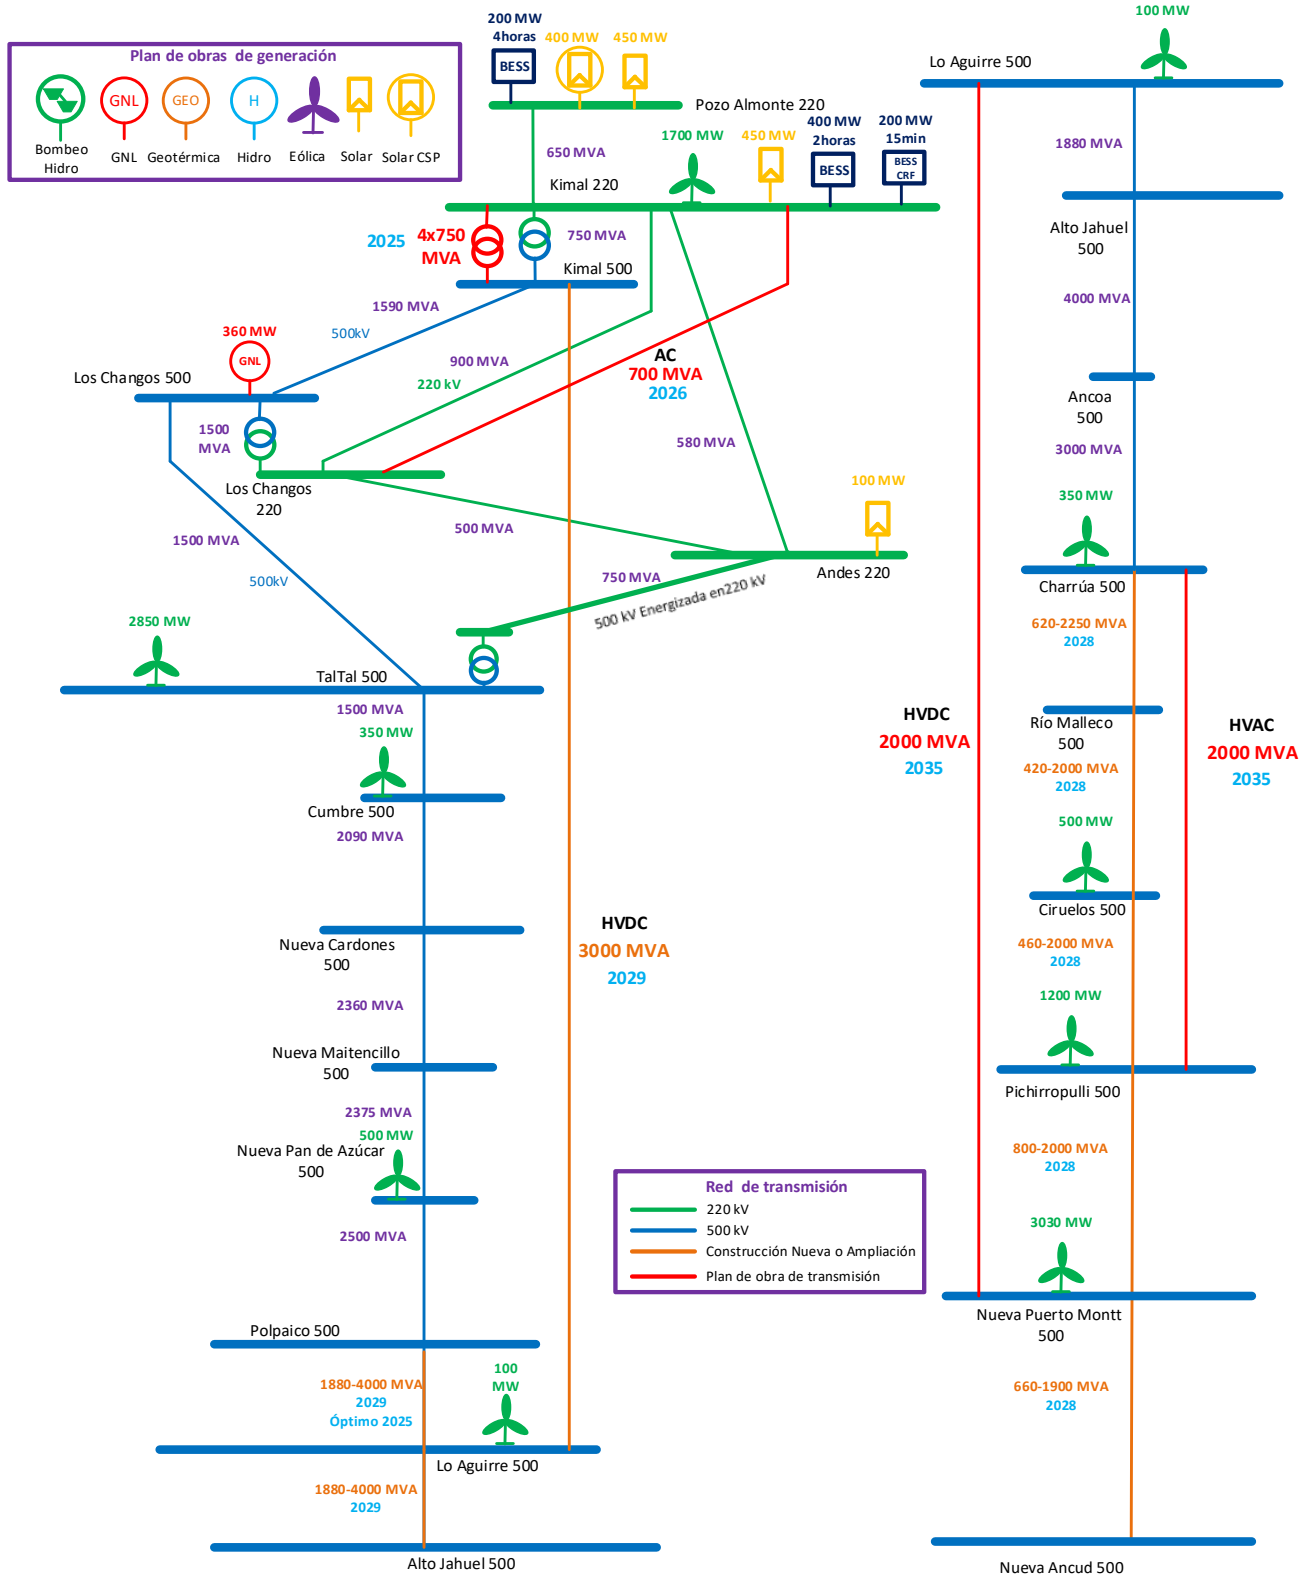 Plan de obras de generación
GNL
GEO
H
Bombeo
Hidro
GNL
Geotérmica
Hidro
Eólica
Solar
Solar CSP
200 MW
4horas
BESS
400 MW
450 MW
Pozo Almonte 220
650 MVA
Kimal 220
1700 MW
450 MW
400 MW
2horas
BESS
200 MW
15min
BESS
CRF
2025
4x750
MVA
750 MVA
Kimal 500
1590 MVA
500kV
360 MW
GNL
Los Changos 500
900 MVA
220 kV
AC
700 MVA
2026
1500
MVA
580 MVA
Los Changos
220
100 MW
500 MVA
1500 MVA
500kV
750 MVA
Andes 220
500 kV Energizada en220 kV
2850 MW
TalTal 500
1500 MVA
350 MW
Cumbre 500
2090 MVA
Nueva Cardones
500
HVDC
3000 MVA
2029
2360 MVA
Nueva Maitencillo
500
2375 MVA
500 MW
Nueva Pan de Azúcar
500
2500 MVA
Polpaico 500
1880-4000 MVA
2029
Óptimo 2025
100
MW
Lo Aguirre 500
1880-4000 MVA
2029
Alto Jahuel 500
Red de transmisión
220 kV
500 kV
Construcción Nueva o Ampliación
Plan de obra de transmisión
100 MW
Lo Aguirre 500
1880 MVA
Alto Jahuel
500
4000 MVA
Ancoa
500
3000 MVA
350 MW
Charrúa 500
620-2250 MVA
2028
HVDC
2000 MVA
2035
Río Malleco
500
HVAC
2000 MVA
2035
420-2000 MVA
2028
500 MW
Ciruelos 500
460-2000 MVA
2028
1200 MW
Pichirropulli 500
800-2000 MVA
2028
3030 MW
Nueva Puerto Montt
500
660-1900 MVA
2028
Nueva Ancud 500